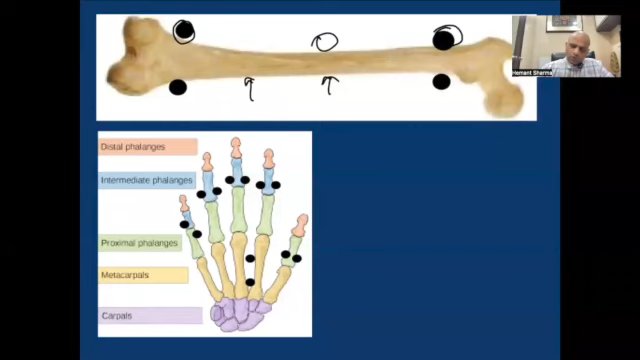 Hemant Sharma
Distal phalanges
Intermediate phalanges
Proximal phalanges
Metacarpals
Carpals